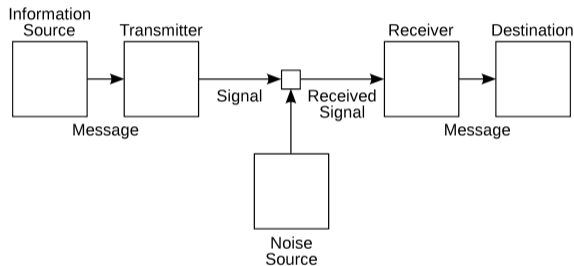 Information
Source
Transmitter
Receiver
Destination
Signal
Received
Signal
Message
Message
Noise
Source